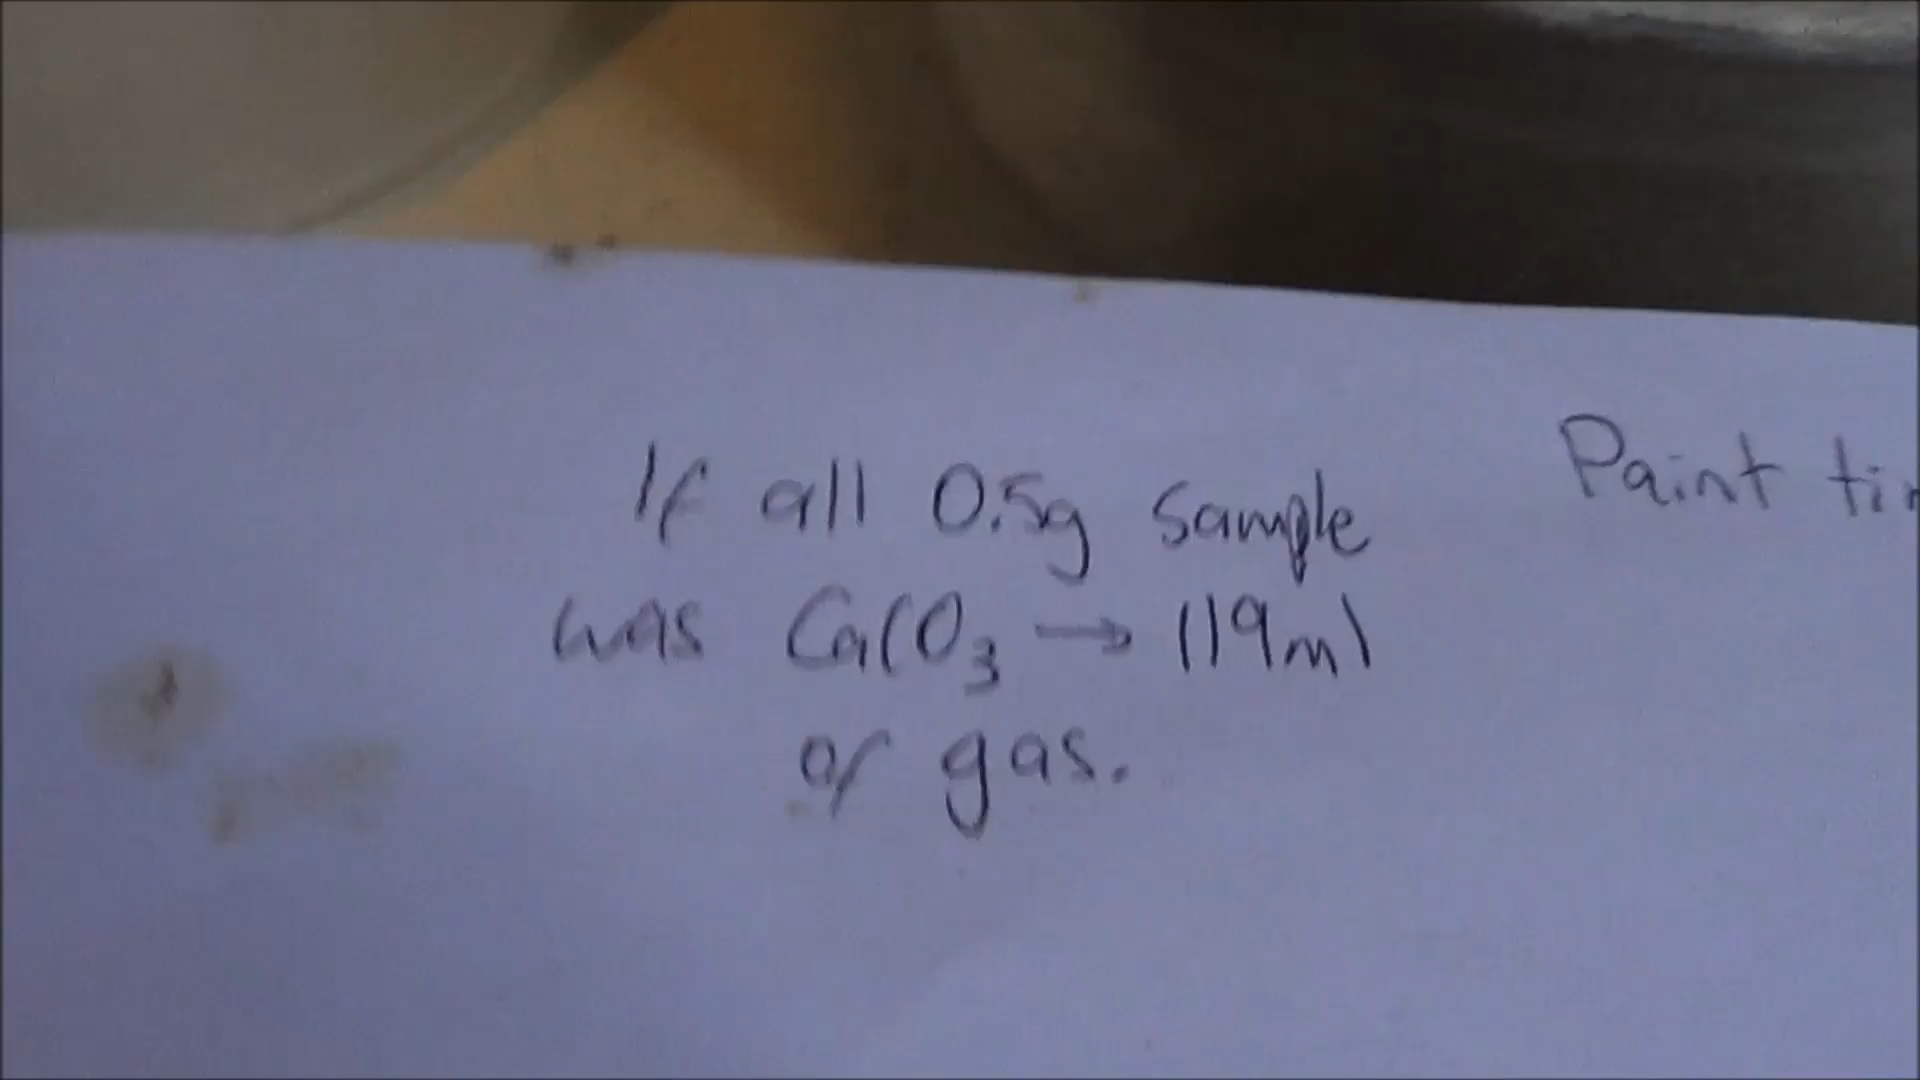 If all 0.5g sample
was CaCO₃ → 119ml
of gas.
Paint